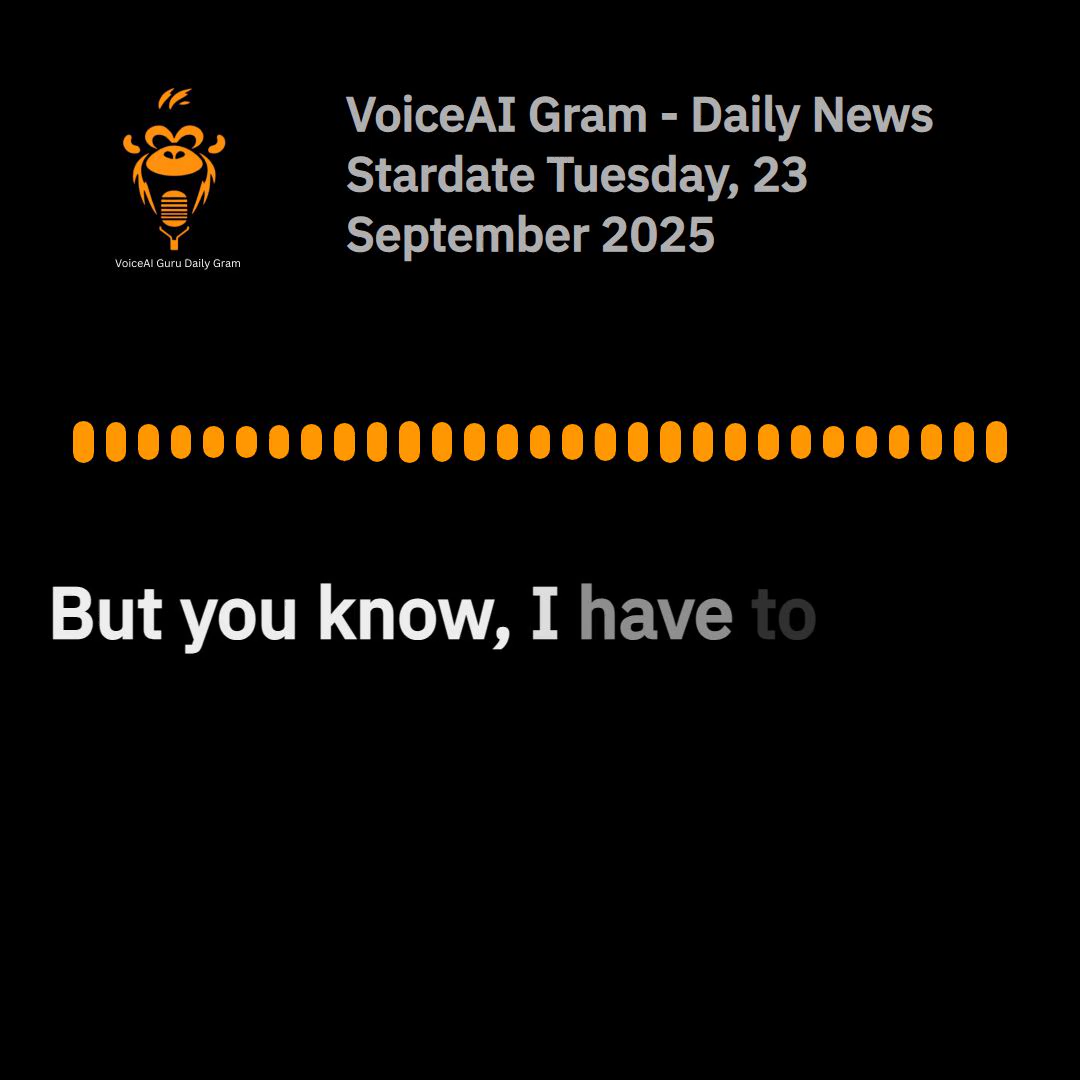 VoiceAI Gram - Daily News
Stardate Tuesday, 23
September 2025
VoiceAI Guru Daily Gram
But you know, I have to